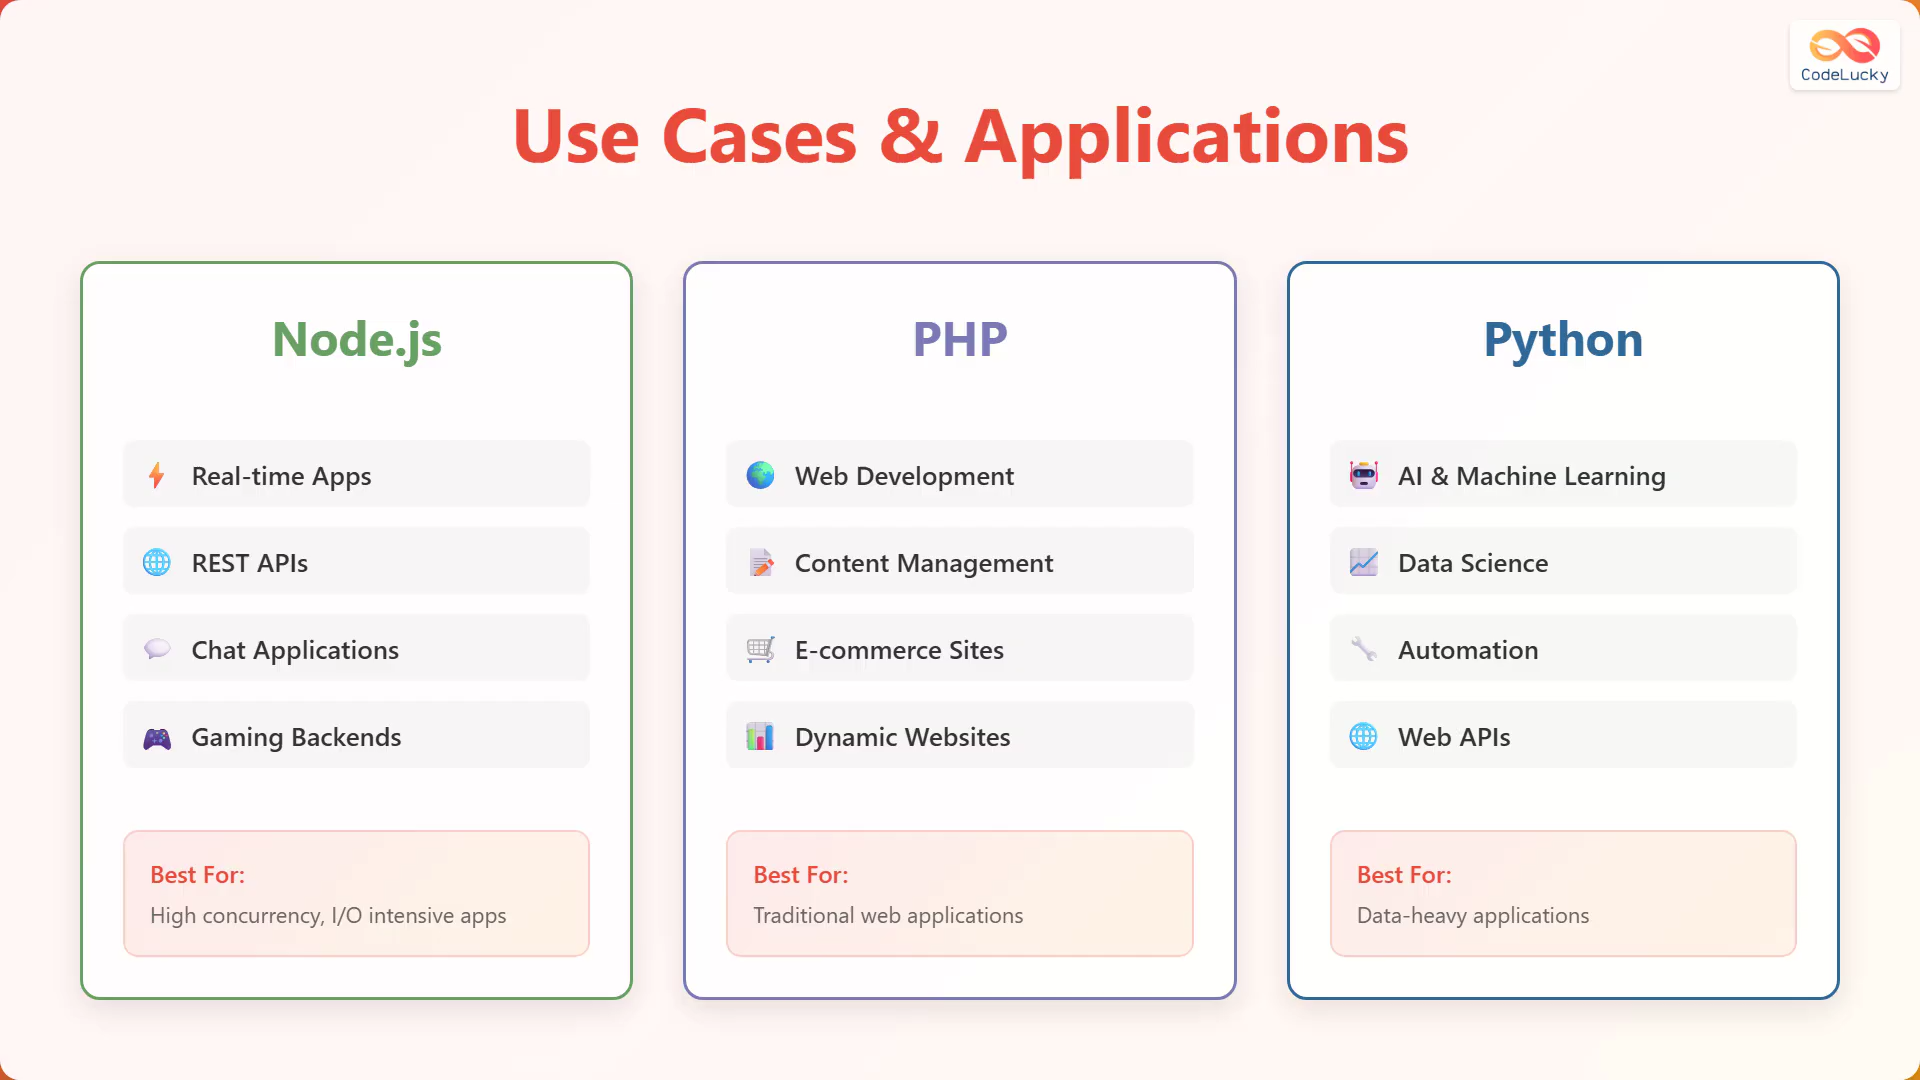 CodeLucky
Use Cases & Applications
Node.js
Real-time Apps
REST APIs
Chat Applications
Gaming Backends
Best For:
High concurrency, I/O intensive apps
PHP
Web Development
Content Management
E-commerce Sites
Dynamic Websites
Best For:
Traditional web applications
Python
AI & Machine Learning
Data Science
Automation
Web APIs
Best For:
Data-heavy applications